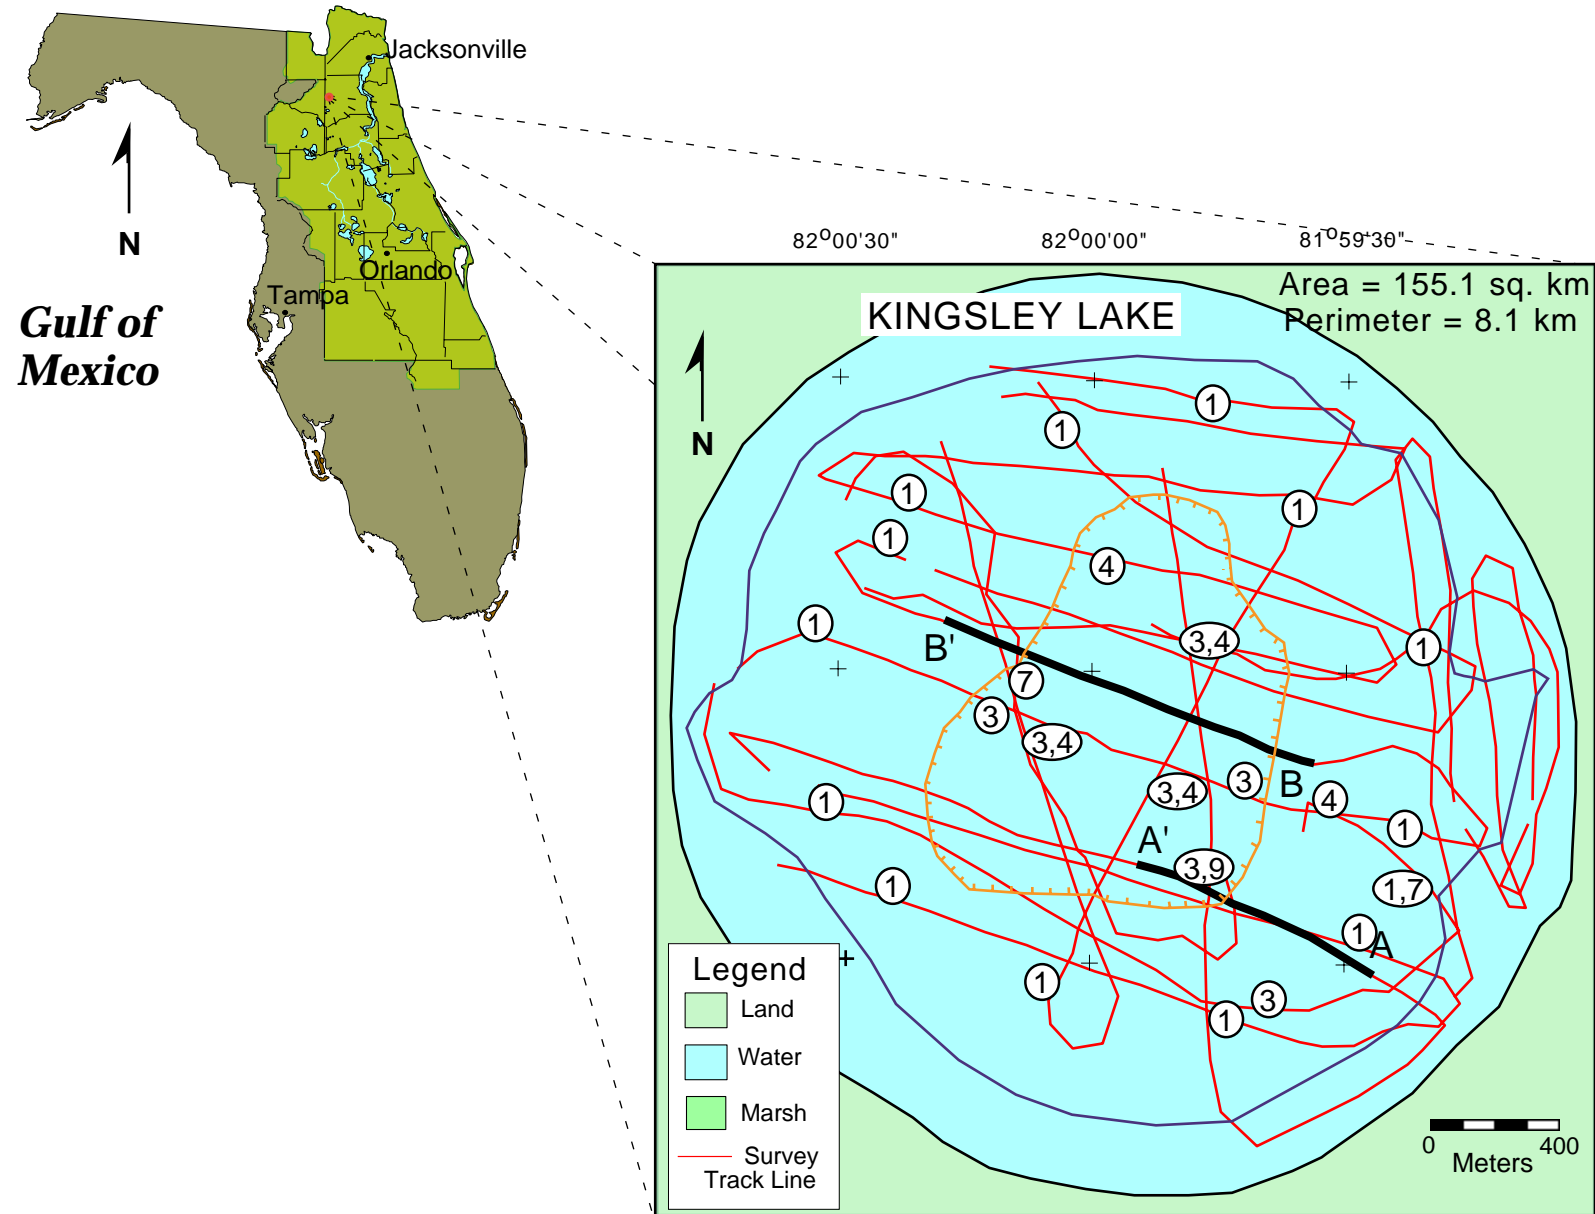 Jacksonville
N
Orlando
Tampa
Gulf of
Mexico
82°00'30"
82°00'00"
81°59'30"
KINGSLEY LAKE
Area = 155.1 sq. km
Perimeter = 8.1 km
N
1
1
1
1
1
4
1
3,4
1
B'
7
3
3,4
3,4
3
B
4
1
1
A'
3,9
1,7
1
1
A
1
3
1
Legend
Land
Water
Marsh
Survey
Track Line
0
400
Meters